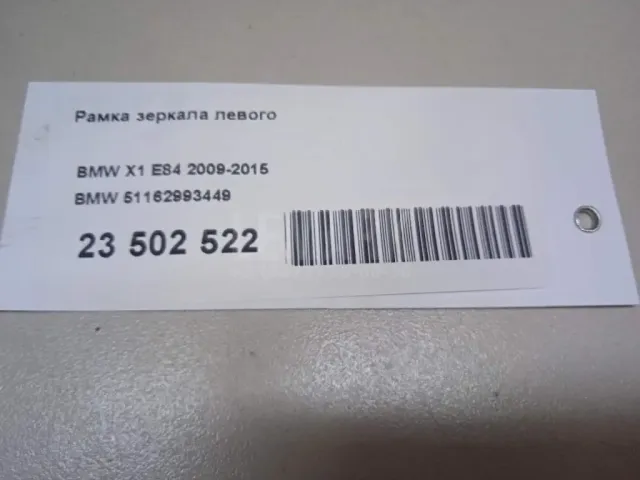 Рамка зеркала левого
BMW X1 E84 2009-2015
BMW 51162993449
23 502 522